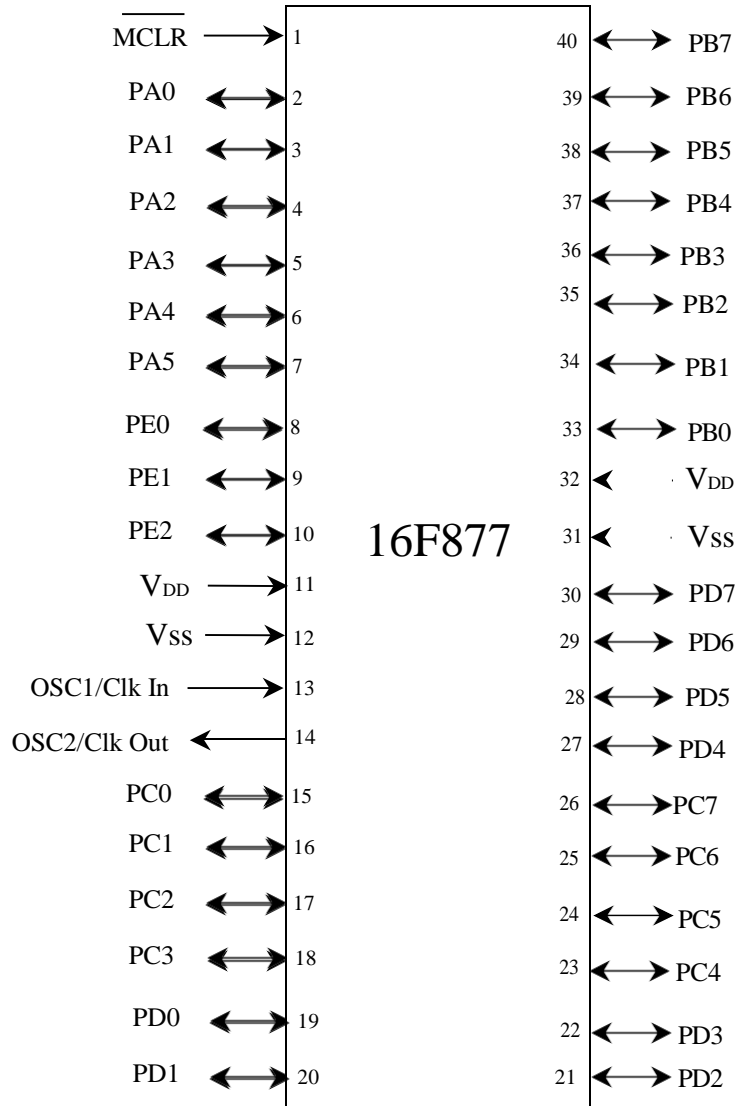 MCLR 1 40 PB7
PA0 2 39 PB6
PA1 3 38 PB5
PA2 4 37 PB4
PA3 5 36 PB3
PA4 6 35 PB2
PA5 7 34 PB1
PE0 8 33 PB0
PE1 9 32 VDD
PE2 10 16F877 31 Vss
VDD 11 30 PD7
Vss 12 29 PD6
OSC1/Clk In 13 28 PD5
OSC2/Clk Out 14 27 PD4
PC0 15 26 PC7
PC1 16 25 PC6
PC2 17 24 PC5
PC3 18 23 PC4
PD0 19 22 PD3
PD1 20 21 PD2